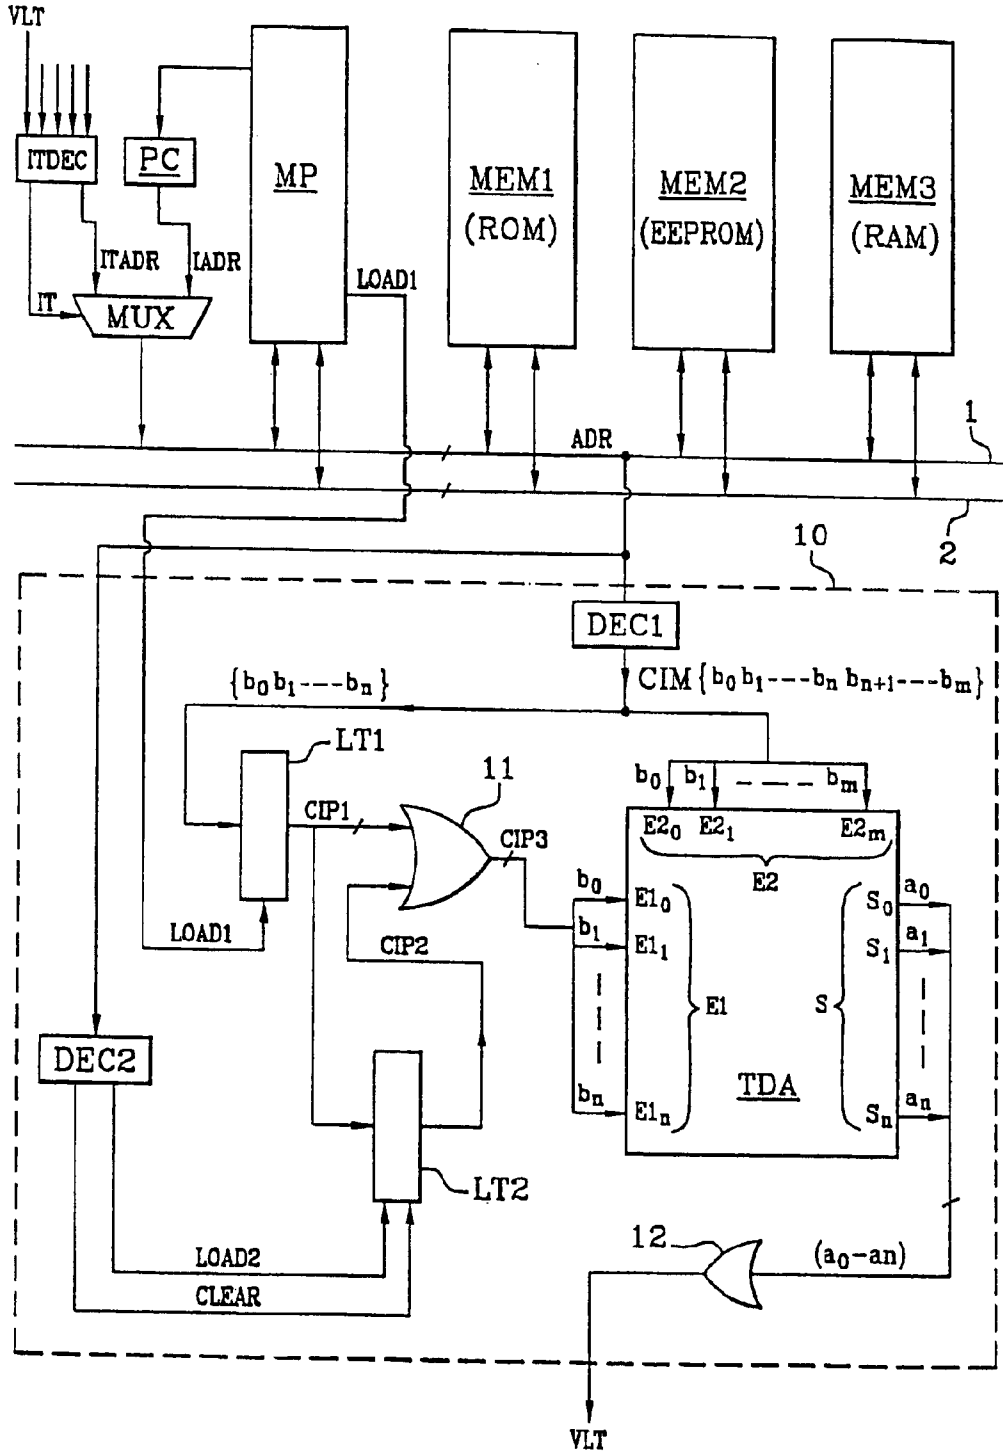 VLT
ITDEC
PC
MP
MEM1
(ROM)
MEM2
(EEPROM)
MEM3
(RAM)
ITADR
IADR
LOAD1
IT
MUX
ADR
1
2
10
DEC1
{b0 b1 ---- bn}
CIM {b0 b1 ---- bn bn+1 ---- bm}
LT1
11
CIP1
CIP3
b0
b1
bm
E20
E21
E2m
E2
b0
E10
S0
a0
b1
E11
S1
a1
LOAD1
CIP2
E1
S
DEC2
TDA
bn
E1n
Sn
an
LT2
12
(a0-an)
LOAD2
CLEAR
VLT